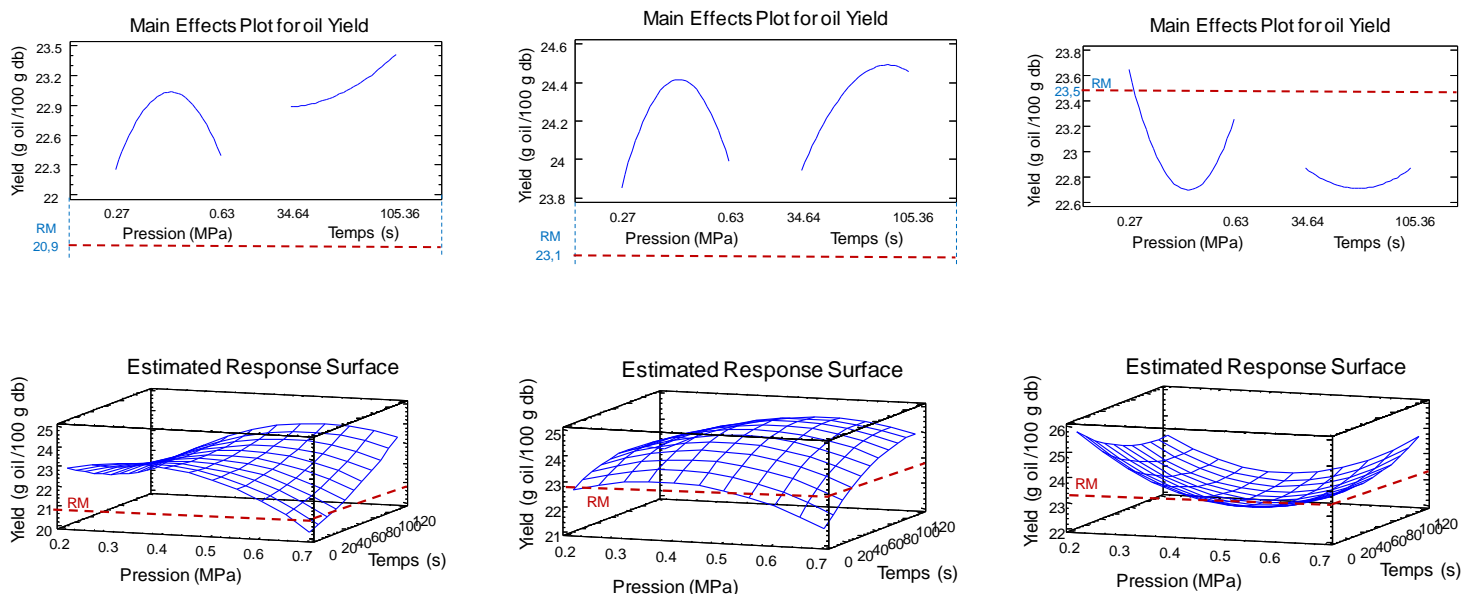 Main Effects Plot for oil Yield
Yield (g oil /100 g db)
23.5
23.2
22.9
22.6
22.3
22
0.27
0.63
34.64
105.36
Pression (MPa)
Temps (s)
RM
20,9
Main Effects Plot for oil Yield
Yield (g oil /100 g db)
24.6
24.4
24.2
24
23.8
0.27
0.63
34.64
105.36
Pression (MPa)
Temps (s)
RM
23,1
Main Effects Plot for oil Yield
Yield (g oil /100 g db)
23.8
23.6
RM
23,5
23.4
23.2
23
22.8
22.6
0.27
0.63
34.64
105.36
Pression (MPa)
Temps (s)
Estimated Response Surface
Yield (g oil /100 g db)
25
24
23
22
21
20
RM
0.2
0.3
0.4
0.5
0.6
0.7
0
20
40
60
80
100
120
Pression (MPa)
Temps (s)
Estimated Response Surface
Yield (g oil /100 g db)
25
24
23
22
21
RM
0.2
0.3
0.4
0.5
0.6
0.7
0
20
40
60
80
100
120
Pression (MPa)
Temps (s)
Estimated Response Surface
Yield (g oil /100 g db)
26
25
24
23
22
RM
0.2
0.3
0.4
0.5
0.6
0.7
0
20
40
60
80
100
120
Pression (MPa)
Temps (s)